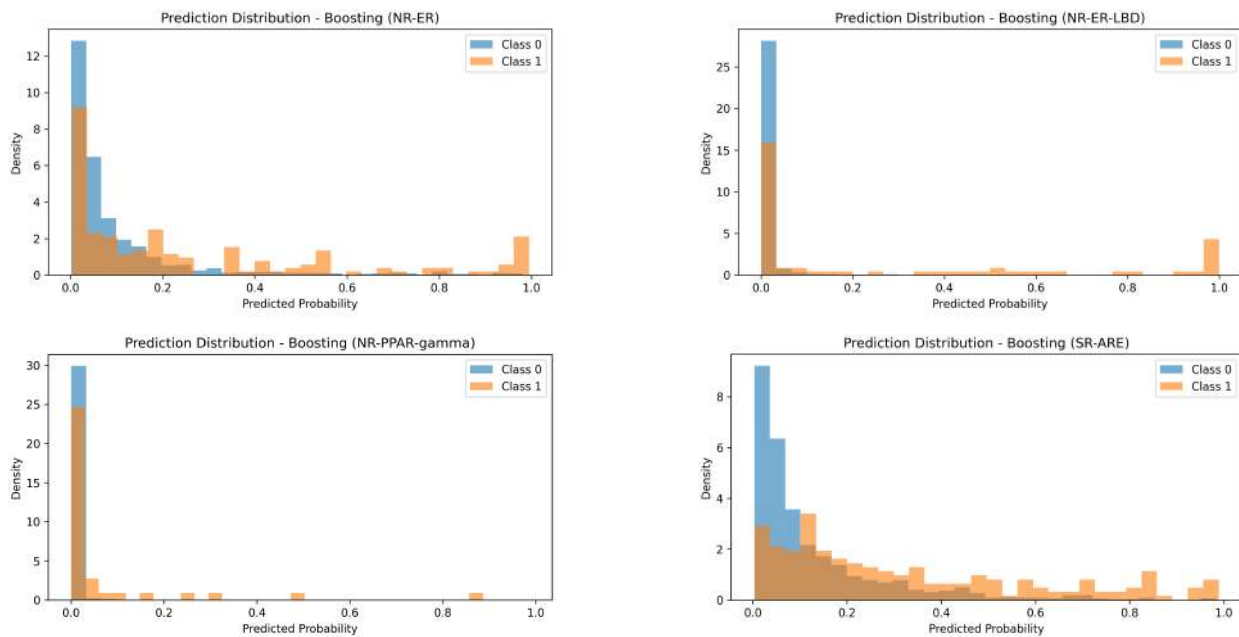 Prediction Distribution - Boosting (NR-ER)
12
10
8
6
4
2
0
Density
Class 0
Class 1
0.0 0.2 0.4 0.6 0.8 1.0
Predicted Probability
Prediction Distribution - Boosting (NR-ER-LBD)
25
20
15
10
5
0
Density
Class 0
Class 1
0.0 0.2 0.4 0.6 0.8 1.0
Predicted Probability
Prediction Distribution - Boosting (NR-PPAR-gamma)
30
25
20
15
10
5
0
Density
Class 0
Class 1
0.0 0.2 0.4 0.6 0.8 1.0
Predicted Probability
Prediction Distribution - Boosting (SR-ARE)
8
6
4
2
0
Density
Class 0
Class 1
0.0 0.2 0.4 0.6 0.8 1.0
Predicted Probability